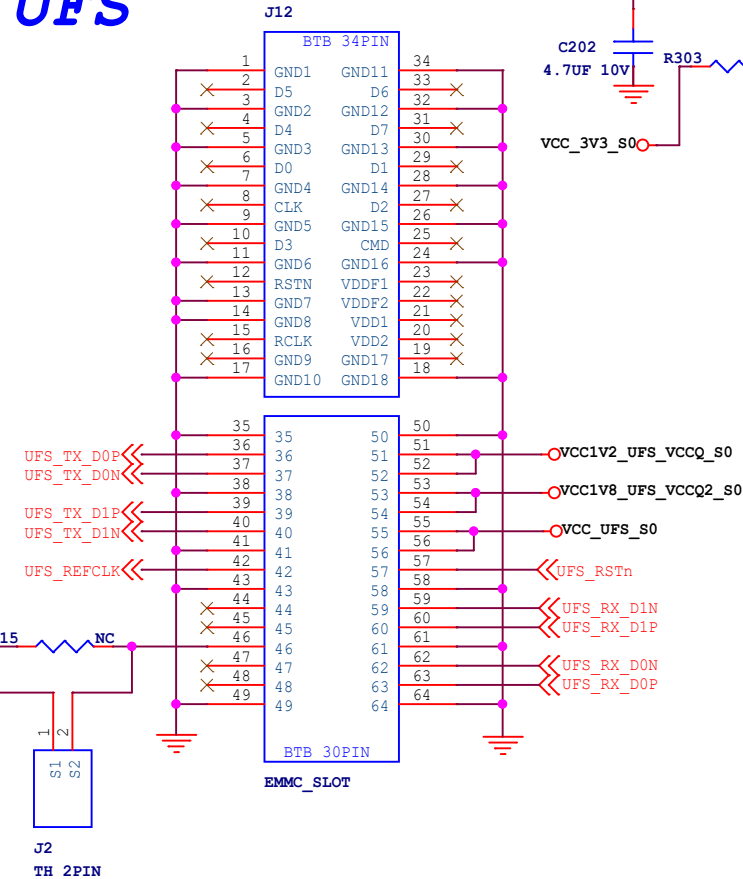 UFS
J12
BTB 34PIN
C202
4.7UF 10V
R303
VCC_3V3_S0
1 GND1 GND11 34
2 D5 D6 33
3 GND2 GND12 32
4 D4 D7 31
5 GND3 GND13 30
6 D0 D1 29
7 GND4 GND14 28
8 CLK D2 27
9 GND5 GND15 26
10 D3 CMD 25
11 GND6 GND16 24
12 RSTN VDDF1 23
13 GND7 VDDF2 22
14 GND8 VDD1 21
15 RCLK VDD2 20
16 GND9 GND17 19
17 GND10 GND18 18
35 35 50 50
UFS_TX_D0P 36 36 51 51 VCC1V2_UFS_VCCQ_S0
UFS_TX_D0N 37 37 52 52
38 38 53 53 VCC1V8_UFS_VCCQ2_S0
UFS_TX_D1P 39 39 54 54
UFS_TX_D1N 40 40 55 55 VCC_UFS_S0
41 41 56 56
UFS_REFCLK 42 42 57 57 UFS_RSTn
43 43 58 58
44 44 59 59 UFS_RX_D1N
45 45 60 60 UFS_RX_D1P
15 NC 46 46 61 61
47 47 62 62 UFS_RX_D0N
48 48 63 63 UFS_RX_D0P
49 49 64 64
BTB 30PIN
EMMC_SLOT
1 2
S1 S2
J2
TH 2PIN